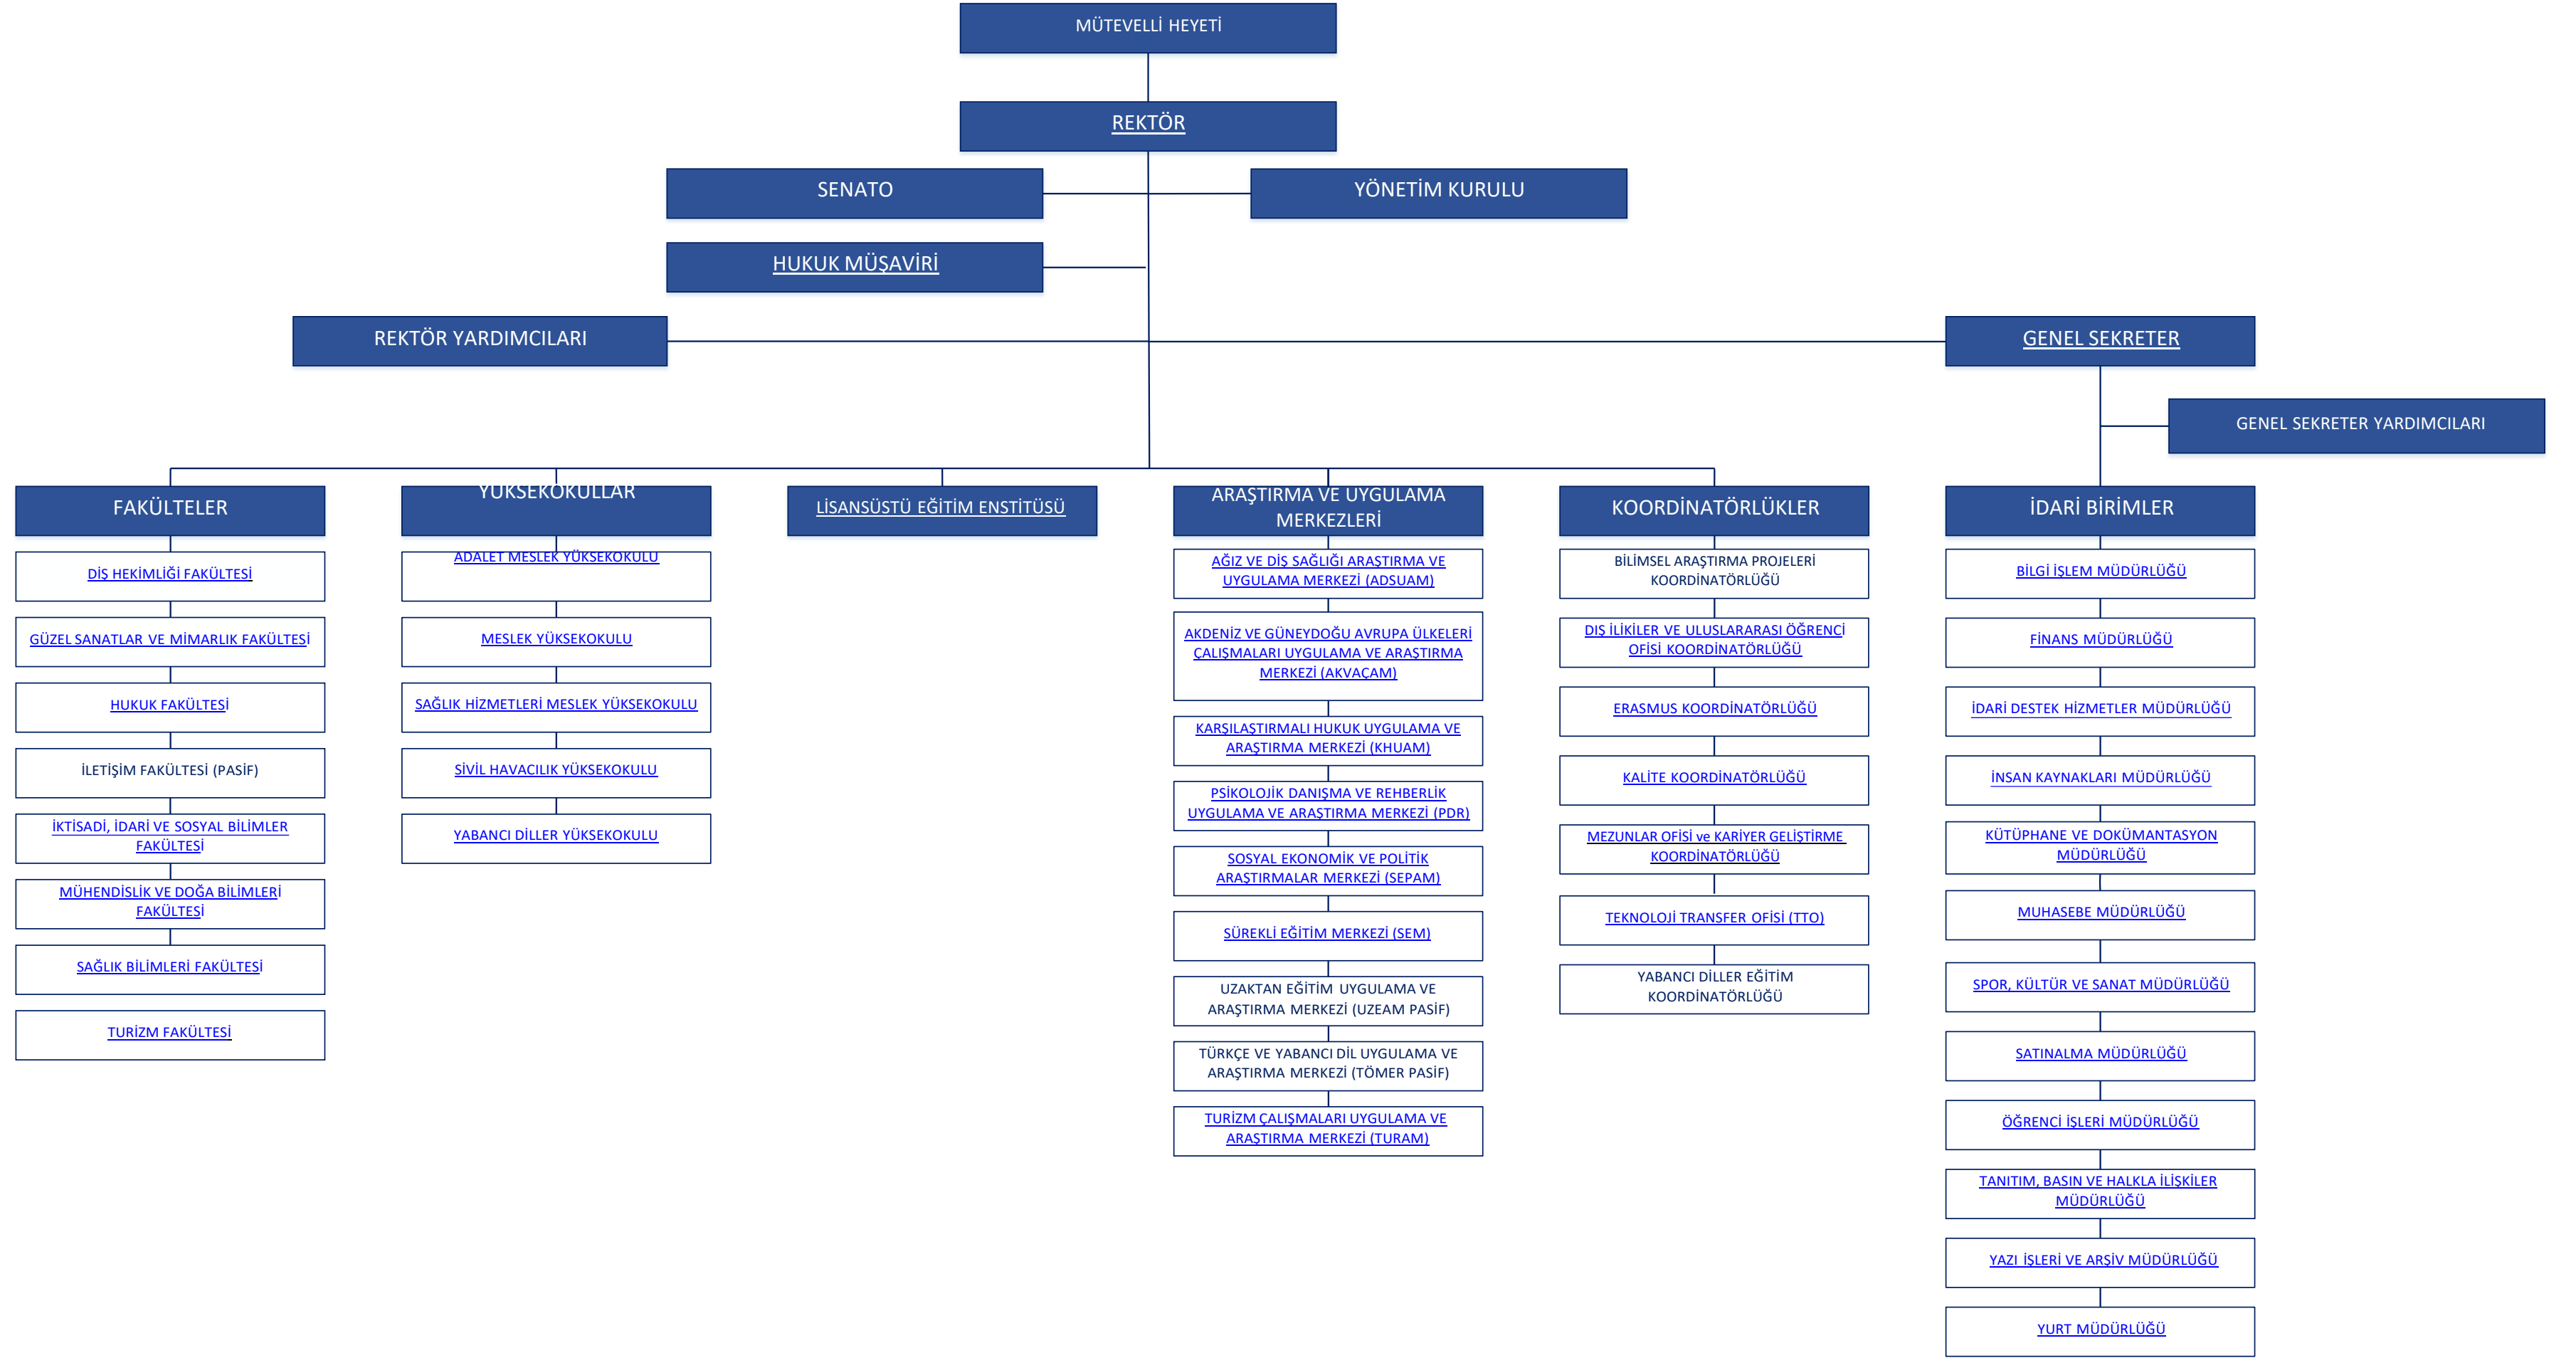 MÜTEVELLİ HEYETİ
REKTÖR
SENATO
YÖNETİM KURULU
HUKUK MÜŞAVİRİ
REKTÖR YARDIMCILARI
GENEL SEKRETER
GENEL SEKRETER YARDIMCILARI
FAKÜLTELER
DİŞ HEKİMLİĞİ FAKÜLTESİ
GÜZEL SANATLAR VE MİMARLIK FAKÜLTESİ
HUKUK FAKÜLTESİ
İLETİŞİM FAKÜLTESİ (PASİF)
İKTİSADİ, İDARİ VE SOSYAL BİLİMLER
FAKÜLTESİ
MÜHENDİSLİK VE DOĞA BİLİMLERİ
FAKÜLTESİ
SAĞLIK BİLİMLERİ FAKÜLTESİ
TURİZM FAKÜLTESİ
YÜKSEKOKULLAR
ADALET MESLEK YÜKSEKOKULU
MESLEK YÜKSEKOKULU
SAĞLIK HİZMETLERİ MESLEK YÜKSEKOKULU
SİVİL HAVACILIK YÜKSEKOKULU
YABANCI DİLLER YÜKSEKOKULU
LİSANSÜSTÜ EĞİTİM ENSTİTÜSÜ
ARAŞTIRMA VE UYGULAMA
MERKEZLERİ
AĞIZ VE DİŞ SAĞLIĞI ARAŞTIRMA VE
UYGULAMA MERKEZİ (ADSUAM)
AKDENİZ VE GÜNEYDOĞU AVRUPA ÜLKELERİ
ÇALIŞMALARI UYGULAMA VE ARAŞTIRMA
MERKEZİ (AKVAÇAM)
KARŞILAŞTIRMALI HUKUK UYGULAMA VE
ARAŞTIRMA MERKEZİ (KHUAM)
PSİKOLOJİK DANIŞMA VE REHBERLİK
UYGULAMA VE ARAŞTIRMA MERKEZİ (PDR)
SOSYAL EKONOMİK VE POLİTİK
ARAŞTIRMALAR MERKEZİ (SEPAM)
SÜREKLİ EĞİTİM MERKEZİ (SEM)
UZAKTAN EĞİTİM UYGULAMA VE
ARAŞTIRMA MERKEZİ (UZEAM PASİF)
TÜRKÇE VE YABANCI DİL UYGULAMA VE
ARAŞTIRMA MERKEZİ (TÖMER PASİF)
TURİZM ÇALIŞMALARI UYGULAMA VE
ARAŞTIRMA MERKEZİ (TURAM)
KOORDİNATÖRLÜKLER
BİLİMSEL ARAŞTIRMA PROJELERİ
KOORDİNATÖRLÜĞÜ
DIŞ İLİKİLER VE ULUSLARARASI ÖĞRENCİ
OFİSİ KOORDİNATÖRLÜĞÜ
ERASMUS KOORDİNATÖRLÜĞÜ
KALİTE KOORDİNATÖRLÜĞÜ
MEZUNLAR OFİSİ ve KARİYER GELİŞTİRME
KOORDİNATÖRLÜĞÜ
TEKNOLOJİ TRANSFER OFİSİ (TTO)
YABANCI DİLLER EĞİTİM
KOORDİNATÖRLÜĞÜ
İDARİ BİRİMLER
BİLGİ İŞLEM MÜDÜRLÜĞÜ
FİNANS MÜDÜRLÜĞÜ
İDARİ DESTEK HİZMETLER MÜDÜRLÜĞÜ
İNSAN KAYNAKLARI MÜDÜRLÜĞÜ
KÜTÜPHANE VE DOKÜMANTASYON
MÜDÜRLÜĞÜ
MUHASEBE MÜDÜRLÜĞÜ
SPOR, KÜLTÜR VE SANAT MÜDÜRLÜĞÜ
SATINALMA MÜDÜRLÜĞÜ
ÖĞRENCİ İŞLERİ MÜDÜRLÜĞÜ
TANITIM, BASIN VE HALKLA İLİŞKİLER
MÜDÜRLÜĞÜ
YAZI İŞLERİ VE ARŞİV MÜDÜRLÜĞÜ
YURT MÜDÜRLÜĞÜ